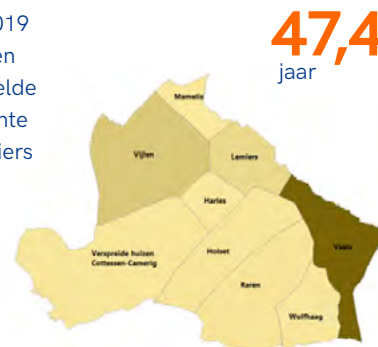 019
en
elde
nte
iers
47,4
jaar
Mamelis
Vijlen
Lemiers
Harles
Vaals
Verspreide huizen
Cottessen-Camerig
Holset
Raren
Wolfhaag